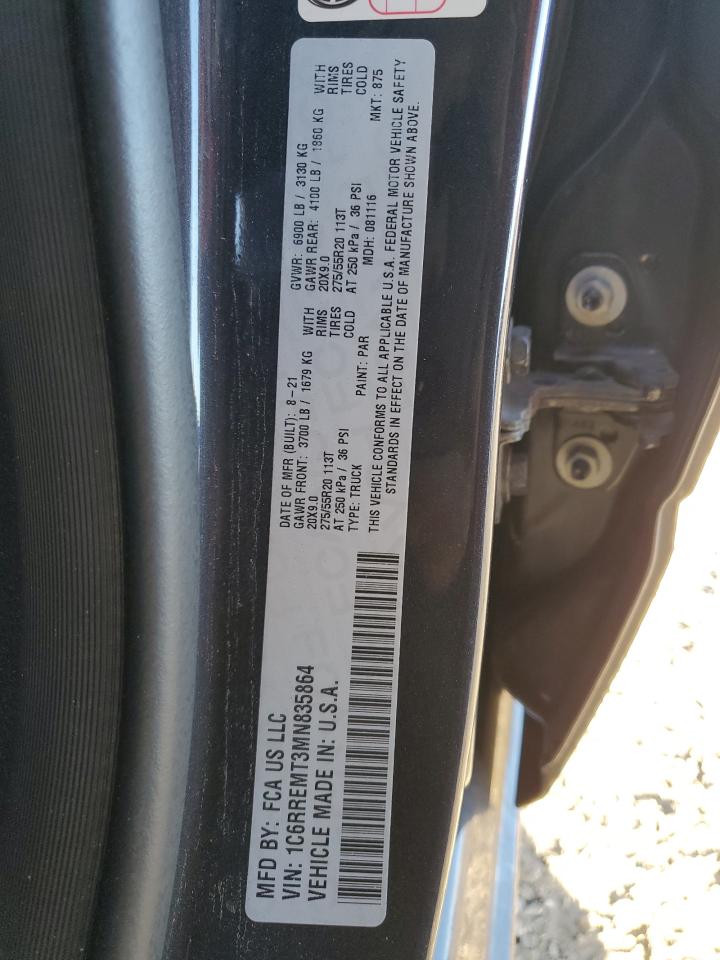 MFD BY: FCA US LLC
VIN: 1C6RREMT3MN835864
VEHICLE MADE IN: U.S.A.
DATE OF MFR (BUILT): 8-21
GAWR FRONT: 3700 LB / 1679 KG WITH
20X9.0 RIMS
275/55R20 113T TIRES
AT 250 kPa / 36 PSI COLD
TYPE: TRUCK PAINT: PAR
GVWR: 6900 LB / 3130 KG
GAWR REAR: 4100 LB / 1860 KG WITH
20X9.0 RIMS
275/55R20 113T TIRES
AT 250 kPa / 36 PSI COLD
MDH: 081116 MKT: 875
THIS VEHICLE CONFORMS TO ALL APPLICABLE U.S.A. FEDERAL MOTOR VEHICLE SAFETY
STANDARDS IN EFFECT ON THE DATE OF MANUFACTURE SHOWN ABOVE.